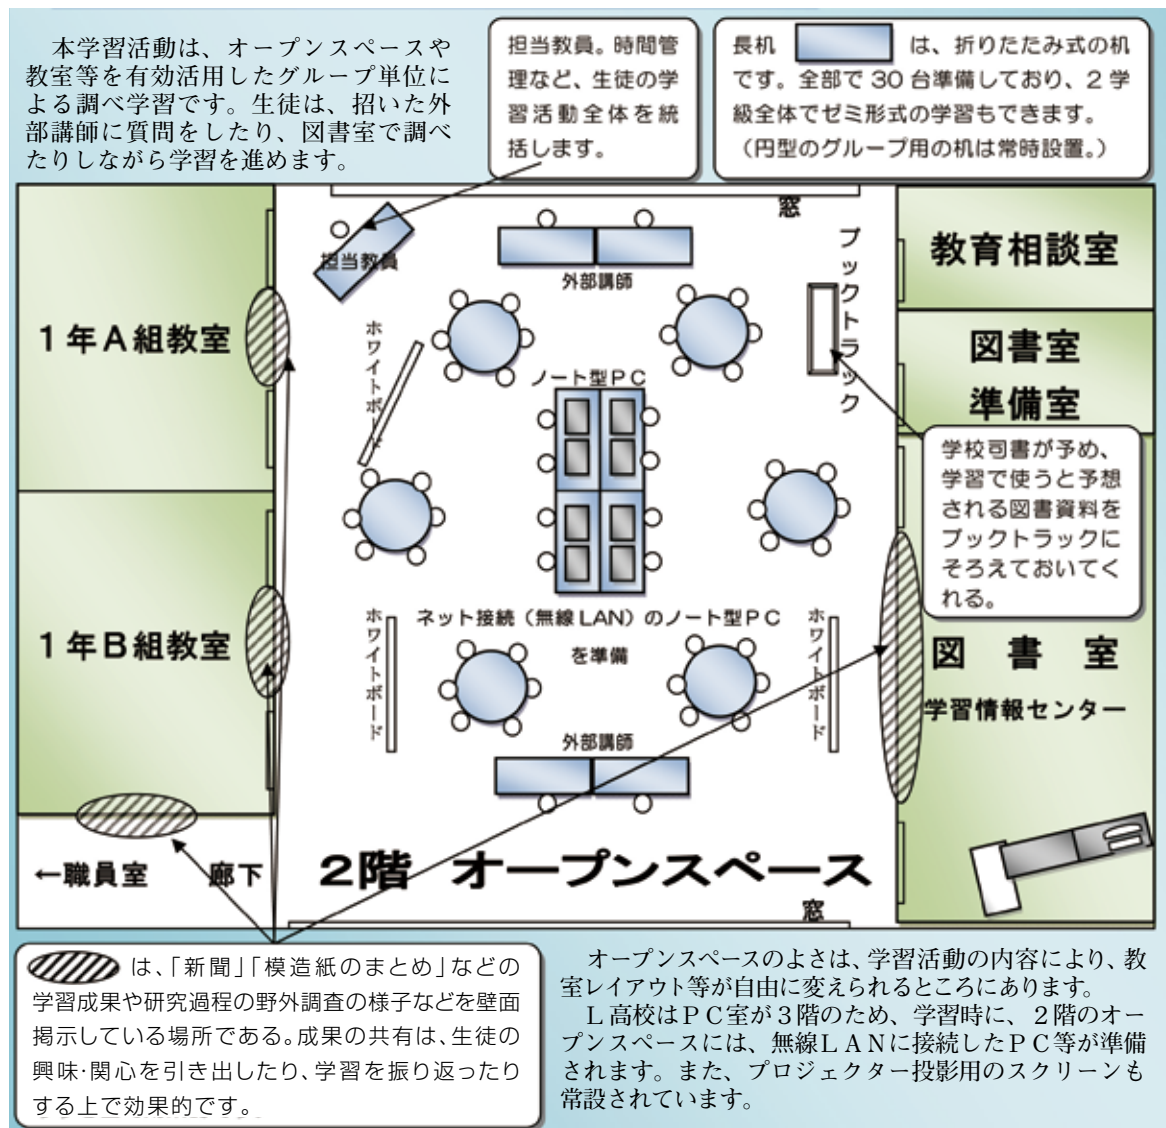 本学習活動は、オープンスペースや
教室等を有効活用したグループ単位に
よる調べ学習です。生徒は、招いた外
部講師に質問をしたり、図書室で調べ
たりしながら学習を進めます。
担当教員。時間管
理など、生徒の学
習活動全体を統
括します。
長机 は、折りたたみ式の机
です。全部で 30 台準備しており、2 学
級全体でゼミ形式の学習もできます。
（円型のグループ用の机は常時設置。）
窓
担当教員
外部講師
ブックトラック
教育相談室
1年A組教室
ホワイトボード
ノート型PC
図書室
準備室
学校司書が予め、
学習で使うと予想
される図書資料を
ブックトラックに
そろえておいてく
れる。
1年B組教室
ホワイトボード
ネット接続（無線 LAN）のノート型PC
を準備
ホワイトボード
図 書 室
学習情報センター
外部講師
←職員室 廊下
2階 オープンスペース
窓
は、「新聞」「模造紙のまとめ」などの
学習成果や研究過程の野外調査の様子などを壁面
掲示している場所である。成果の共有は、生徒の
興味・関心を引き出したり、学習を振り返ったり
する上で効果的です。
オープンスペースのよさは、学習活動の内容により、教
室レイアウト等が自由に変えられるところにあります。
L 高校はPC室が3階のため、学習時に、2階のオー
プンスペースには、無線LANに接続したPC等が準備
されます。また、プロジェクター投影用のスクリーンも
常設されています。